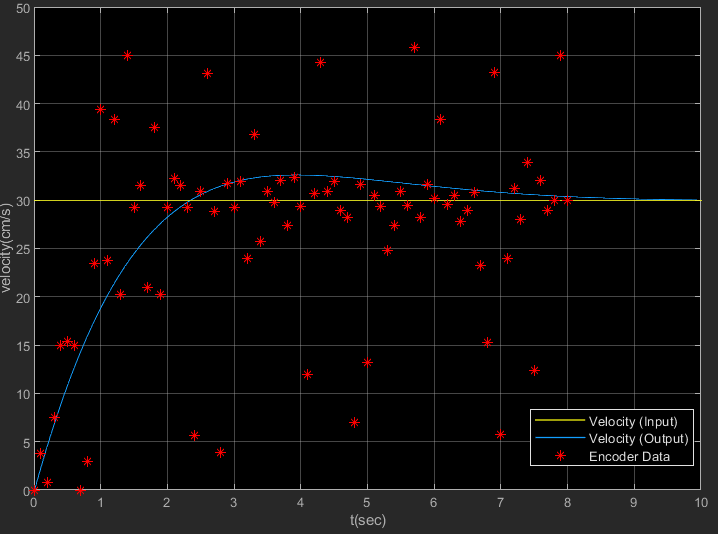 50
45
40
35
30
25
20
15
10
5
0
velocity(cm/s)
0 1 2 3 4 5 6 7 8 9 10
t(sec)
Velocity (Input)
Velocity (Output)
Encoder Data